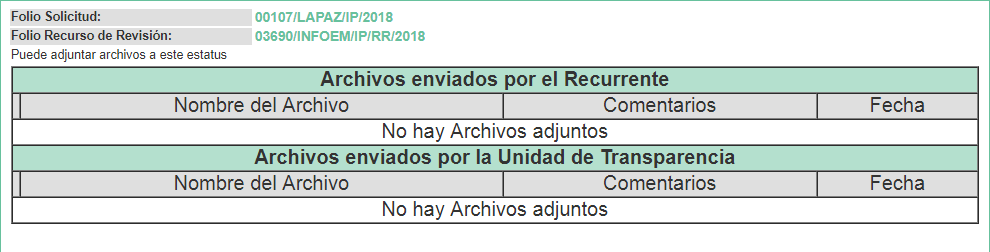 Folio Solicitud: 00107/LAPAZ/IP/2018
Folio Recurso de Revisión: 03690/INFOEM/IP/RR/2018
Puede adjuntar archivos a este estatus
Archivos enviados por el Recurrente
Nombre del Archivo Comentarios Fecha
No hay Archivos adjuntos
Archivos enviados por la Unidad de Transparencia
Nombre del Archivo Comentarios Fecha
No hay Archivos adjuntos